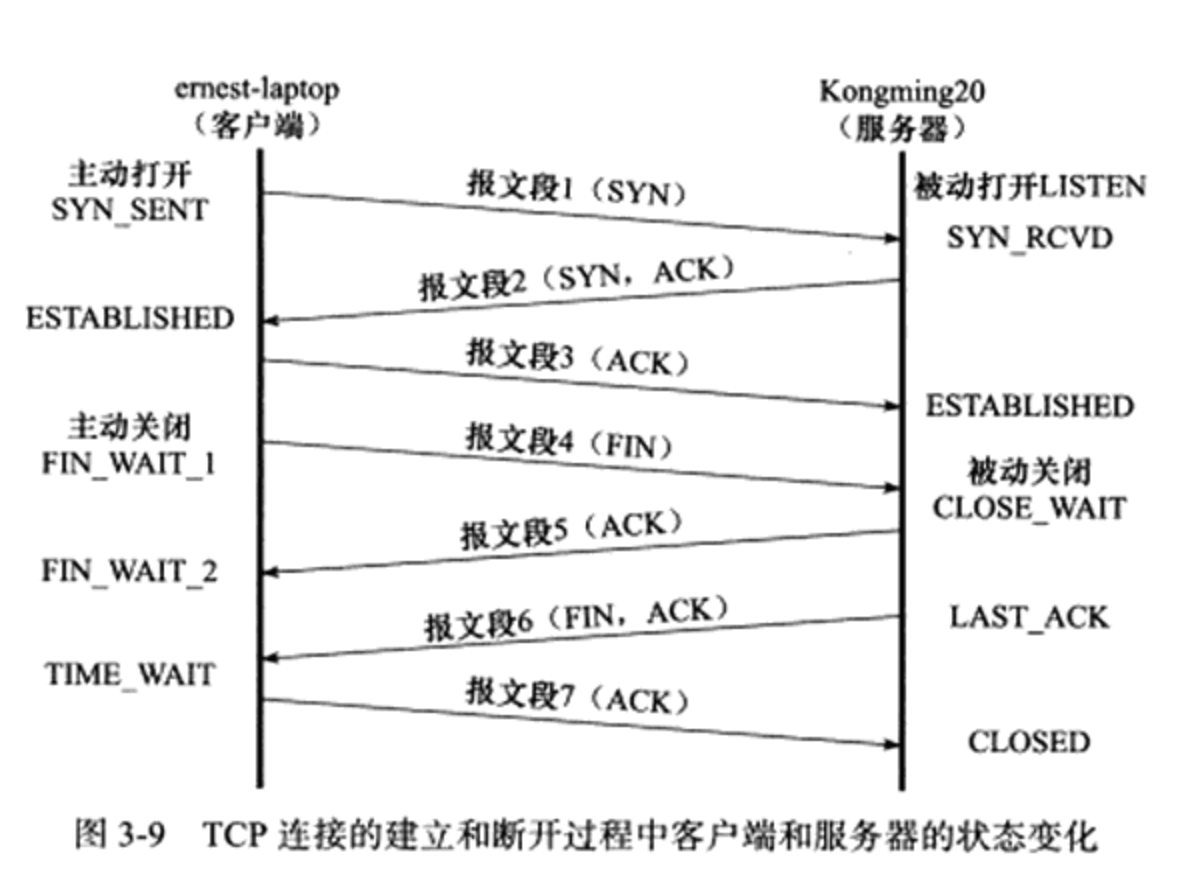 ernest-laptop
（客户端）
Kongming20
（服务器）
主动打开
SYN_SENT
报文段1（SYN）
被动打开LISTEN
SYN_RCVD
报文段2（SYN，ACK）
ESTABLISHED
报文段3（ACK）
ESTABLISHED
主动关闭
FIN_WAIT_1
报文段4（FIN）
被动关闭
CLOSE_WAIT
报文段5（ACK）
FIN_WAIT_2
报文段6（FIN，ACK）
LAST_ACK
TIME_WAIT
报文段7（ACK）
CLOSED
图 3-9 TCP 连接的建立和断开过程中客户端和服务器的状态变化